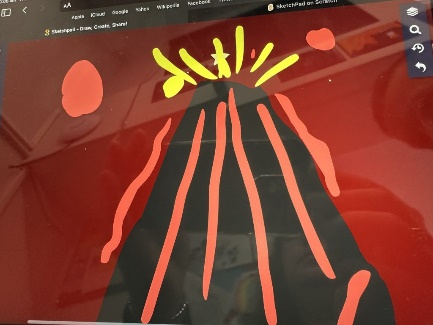 AA
Apple iCloud Google Yahoo Wikipedia Facebook
Sketchpad - Draw, Create, Share!
SketchPad on Scratch